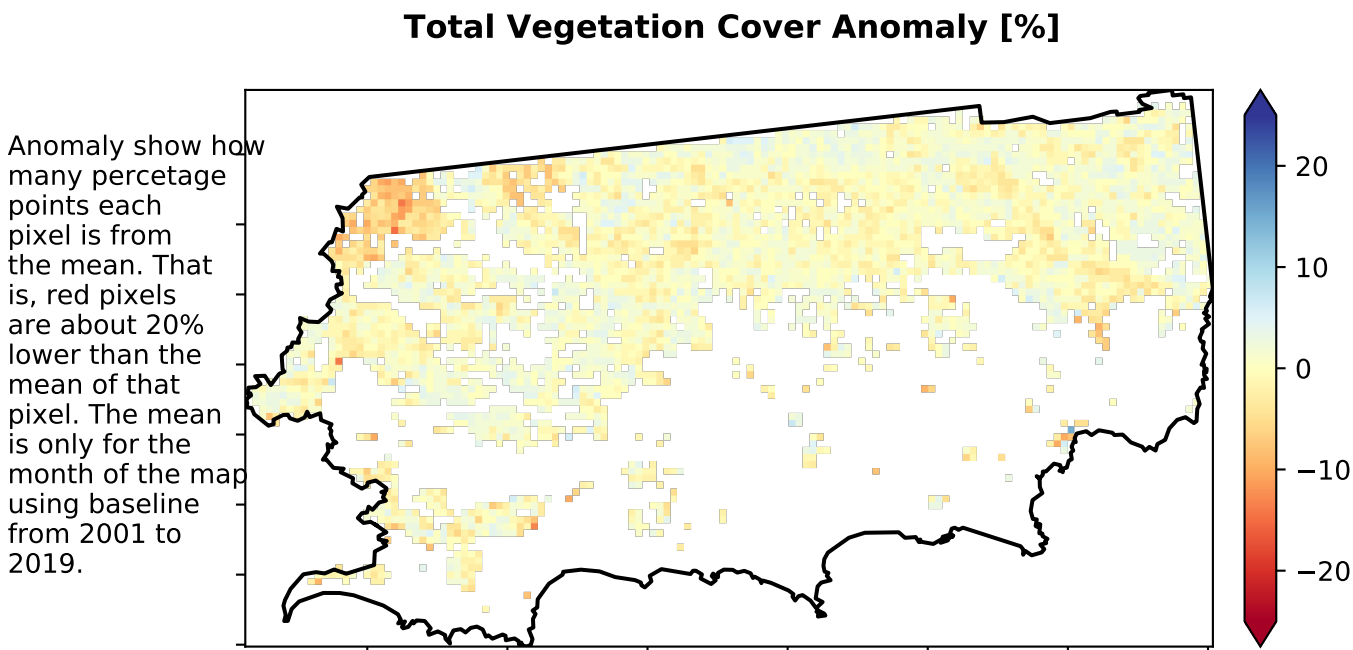 Total Vegetation Cover Anomaly [%]
Anomaly show how
many percetage
points each
pixel is from
the mean. That
is, red pixels
are about 20%
lower than the
mean of that
pixel. The mean
is only for the
month of the map
using baseline
from 2001 to
2019.
20
10
0
−10
−20